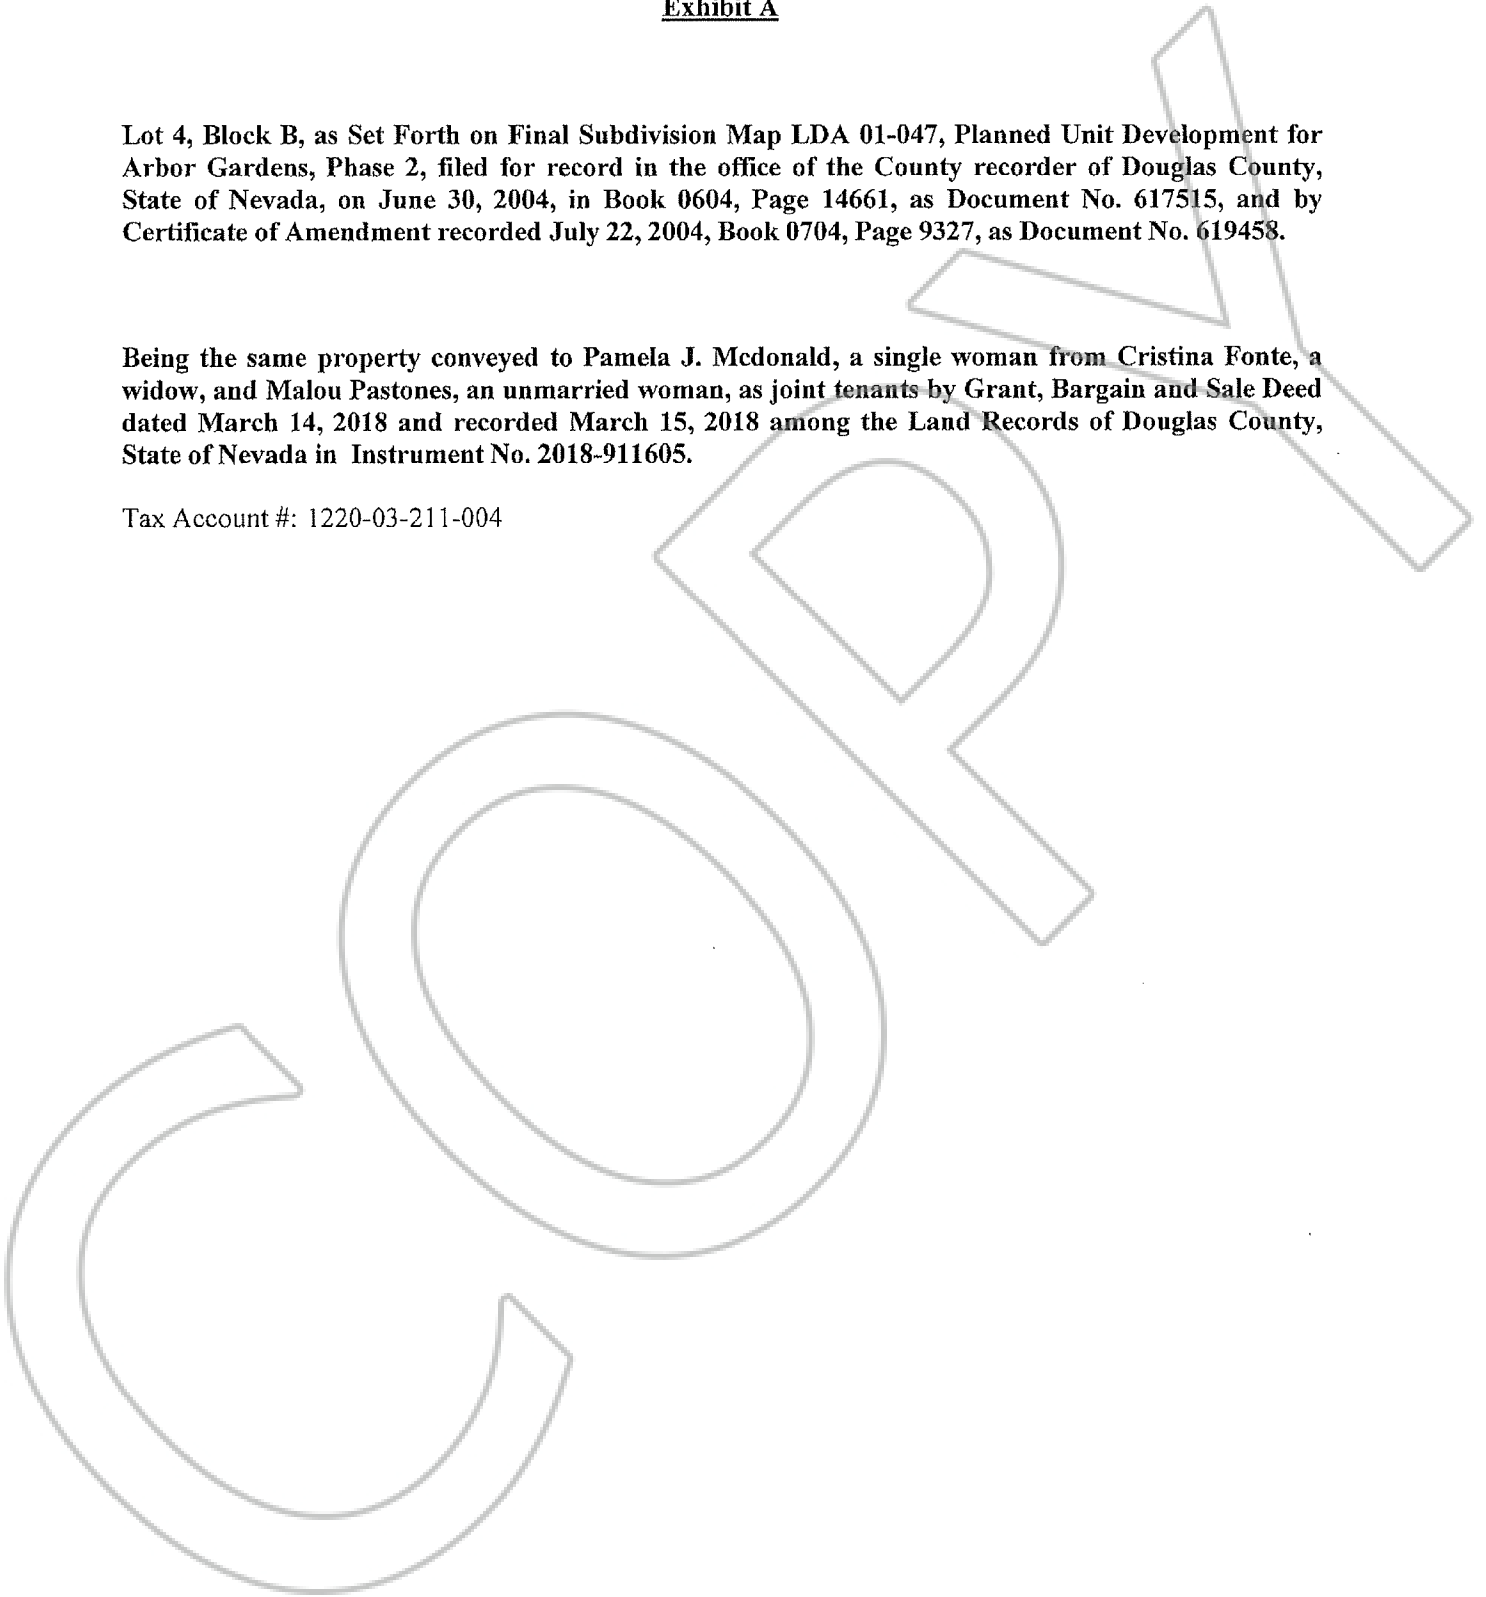 Exhibit A
Lot 4, Block B, as Set Forth on Final Subdivision Map LDA 01-047, Planned Unit Development for
Arbor Gardens, Phase 2, filed for record in the office of the County recorder of Douglas County,
State of Nevada, on June 30, 2004, in Book 0604, Page 14661, as Document No. 617515, and by
Certificate of Amendment recorded July 22, 2004, Book 0704, Page 9327, as Document No. 619458.
Being the same property conveyed to Pamela J. Mcdonald, a single woman from Cristina Fonte, a
widow, and Malou Pastones, an unmarried woman, as joint tenants by Grant, Bargain and Sale Deed
dated March 14, 2018 and recorded March 15, 2018 among the Land Records of Douglas County,
State of Nevada in Instrument No. 2018-911605.
Tax Account #: 1220-03-211-004
COPY